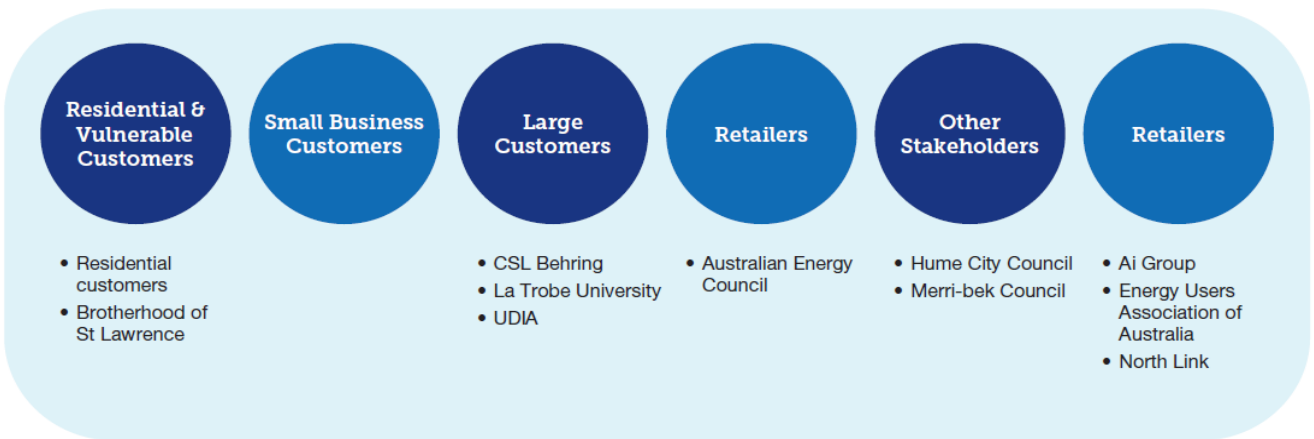 Residential &
Vulnerable
Customers
Small Business
Customers
Large
Customers
Retailers
Other
Stakeholders
Retailers
• Residential
customers
• Brotherhood of
St Lawrence
• CSL Behring
• La Trobe University
• UDIA
• Australian Energy
Council
• Hume City Council
• Merri-bek Council
• Ai Group
• Energy Users
Association of
Australia
• North Link